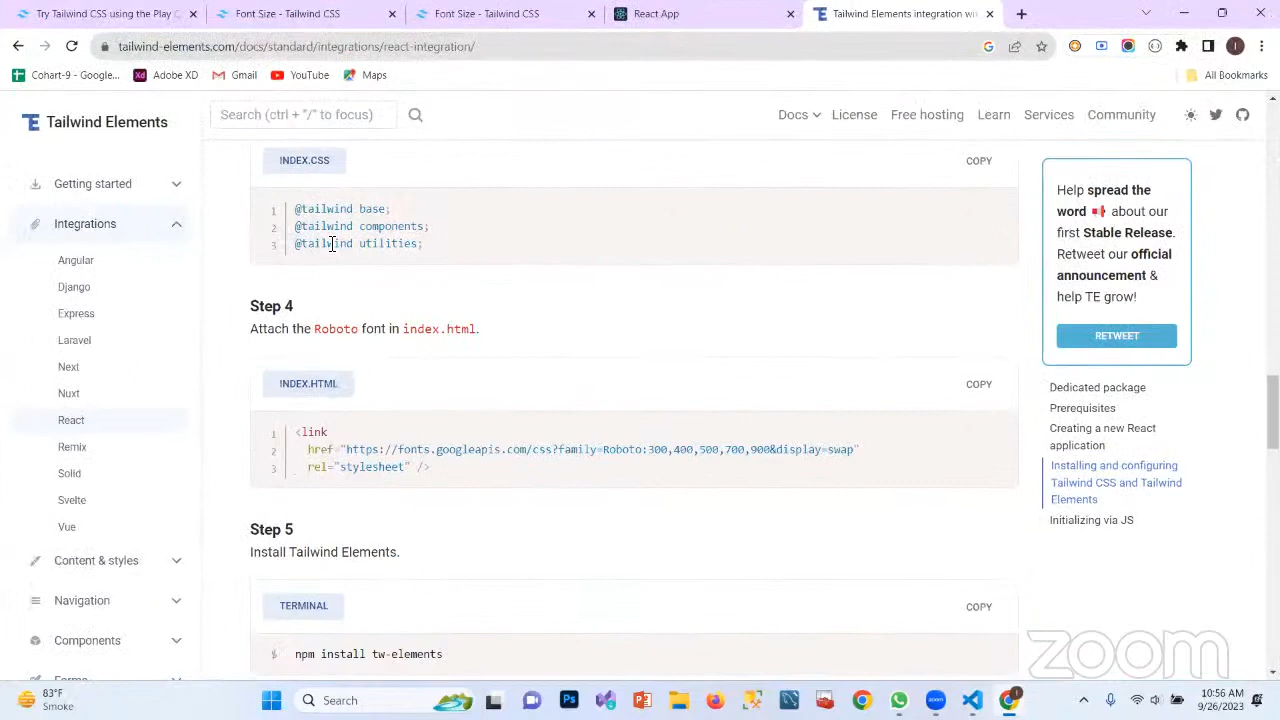 Try Tailwind CSS using the Play C
Font Size - Tailwind CSS
Font Size - Tailwind CSS
React App
Tailwind Elements integration wi
tailwind-elements.com/docs/standard/integrations/react-integration/
Cohart-9 - Google...
Adobe XD
Gmail
YouTube
Maps
All Bookmarks
Tailwind Elements
Search (ctrl + "/" to focus)
Docs
License
Free hosting
Learn
Services
Community
Getting started
Integrations
Angular
Django
Express
Laravel
Next
Nuxt
React
Remix
Solid
Svelte
Vue
Content & styles
Navigation
Components
INDEX.CSS
COPY
1 @tailwind base;
2 @tailwind components;
3 @tailwind utilities;
Step 4
Attach the Roboto font in index.html.
INDEX.HTML
COPY
1 <link
2 href="https://fonts.googleapis.com/css?family=Roboto:300,400,500,700,900&display=swap"
3 rel="stylesheet" />
Step 5
Install Tailwind Elements.
TERMINAL
COPY
npm install tw-elements
Help spread the
word about our
first Stable Release.
Retweet our official
announcement &
help TE grow!
RETWEET
Dedicated package
Prerequisites
Creating a new React
application
Installing and configuring
Tailwind CSS and Tailwind
Elements
Initializing via JS
zoom
83°F
Smoke
Search
10:56 AM
9/26/2023